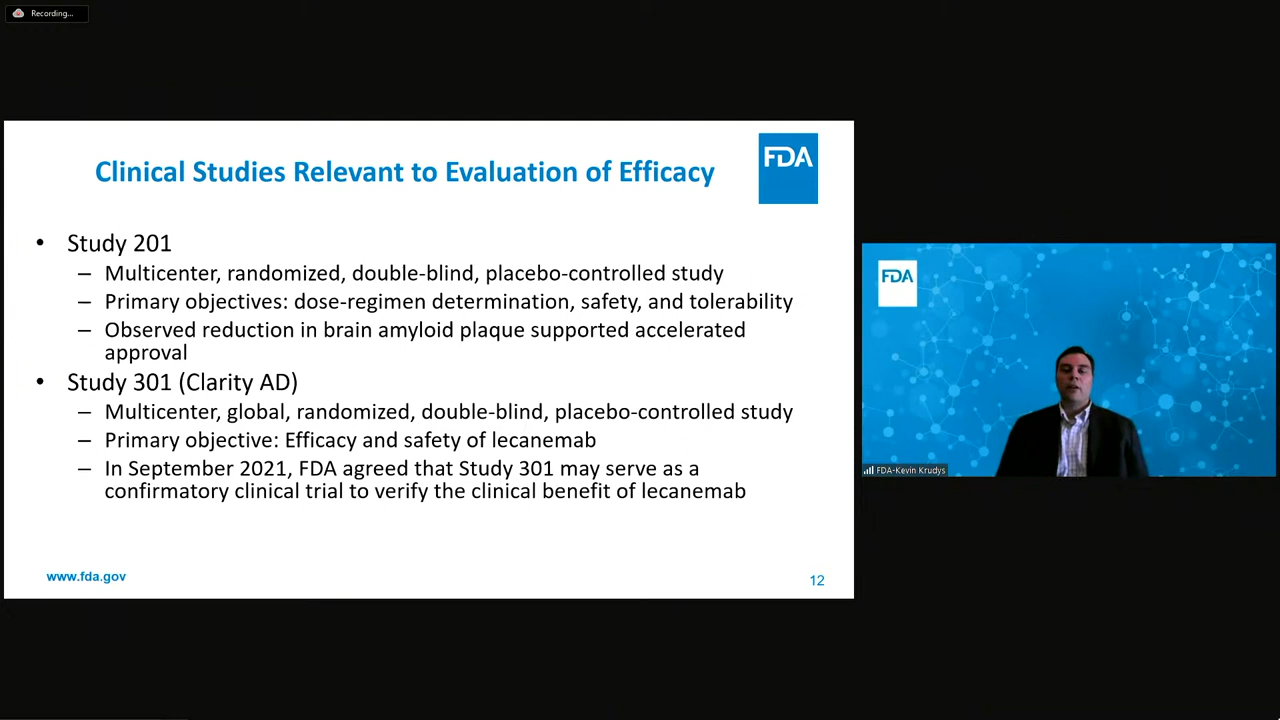 Recording...
Clinical Studies Relevant to Evaluation of Efficacy
FDA
• Study 201
– Multicenter, randomized, double-blind, placebo-controlled study
– Primary objectives: dose-regimen determination, safety, and tolerability
– Observed reduction in brain amyloid plaque supported accelerated
approval
• Study 301 (Clarity AD)
– Multicenter, global, randomized, double-blind, placebo-controlled study
– Primary objective: Efficacy and safety of lecanemab
– In September 2021, FDA agreed that Study 301 may serve as a
confirmatory clinical trial to verify the clinical benefit of lecanemab
www.fda.gov
12
FDA
FDA-Kevin Krudys